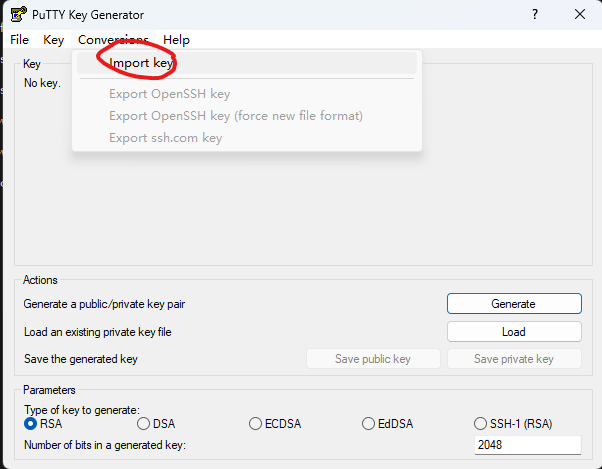 PuTTY Key Generator
?
File Key Conversions Help
Key
Import key
No key.
Export OpenSSH key
Export OpenSSH key (force new file format)
Export ssh.com key
Actions
Generate a public/private key pair Generate
Load an existing private key file Load
Save the generated key Save public key Save private key
Parameters
Type of key to generate:
RSA DSA ECDSA EdDSA SSH-1 (RSA)
Number of bits in a generated key: 2048